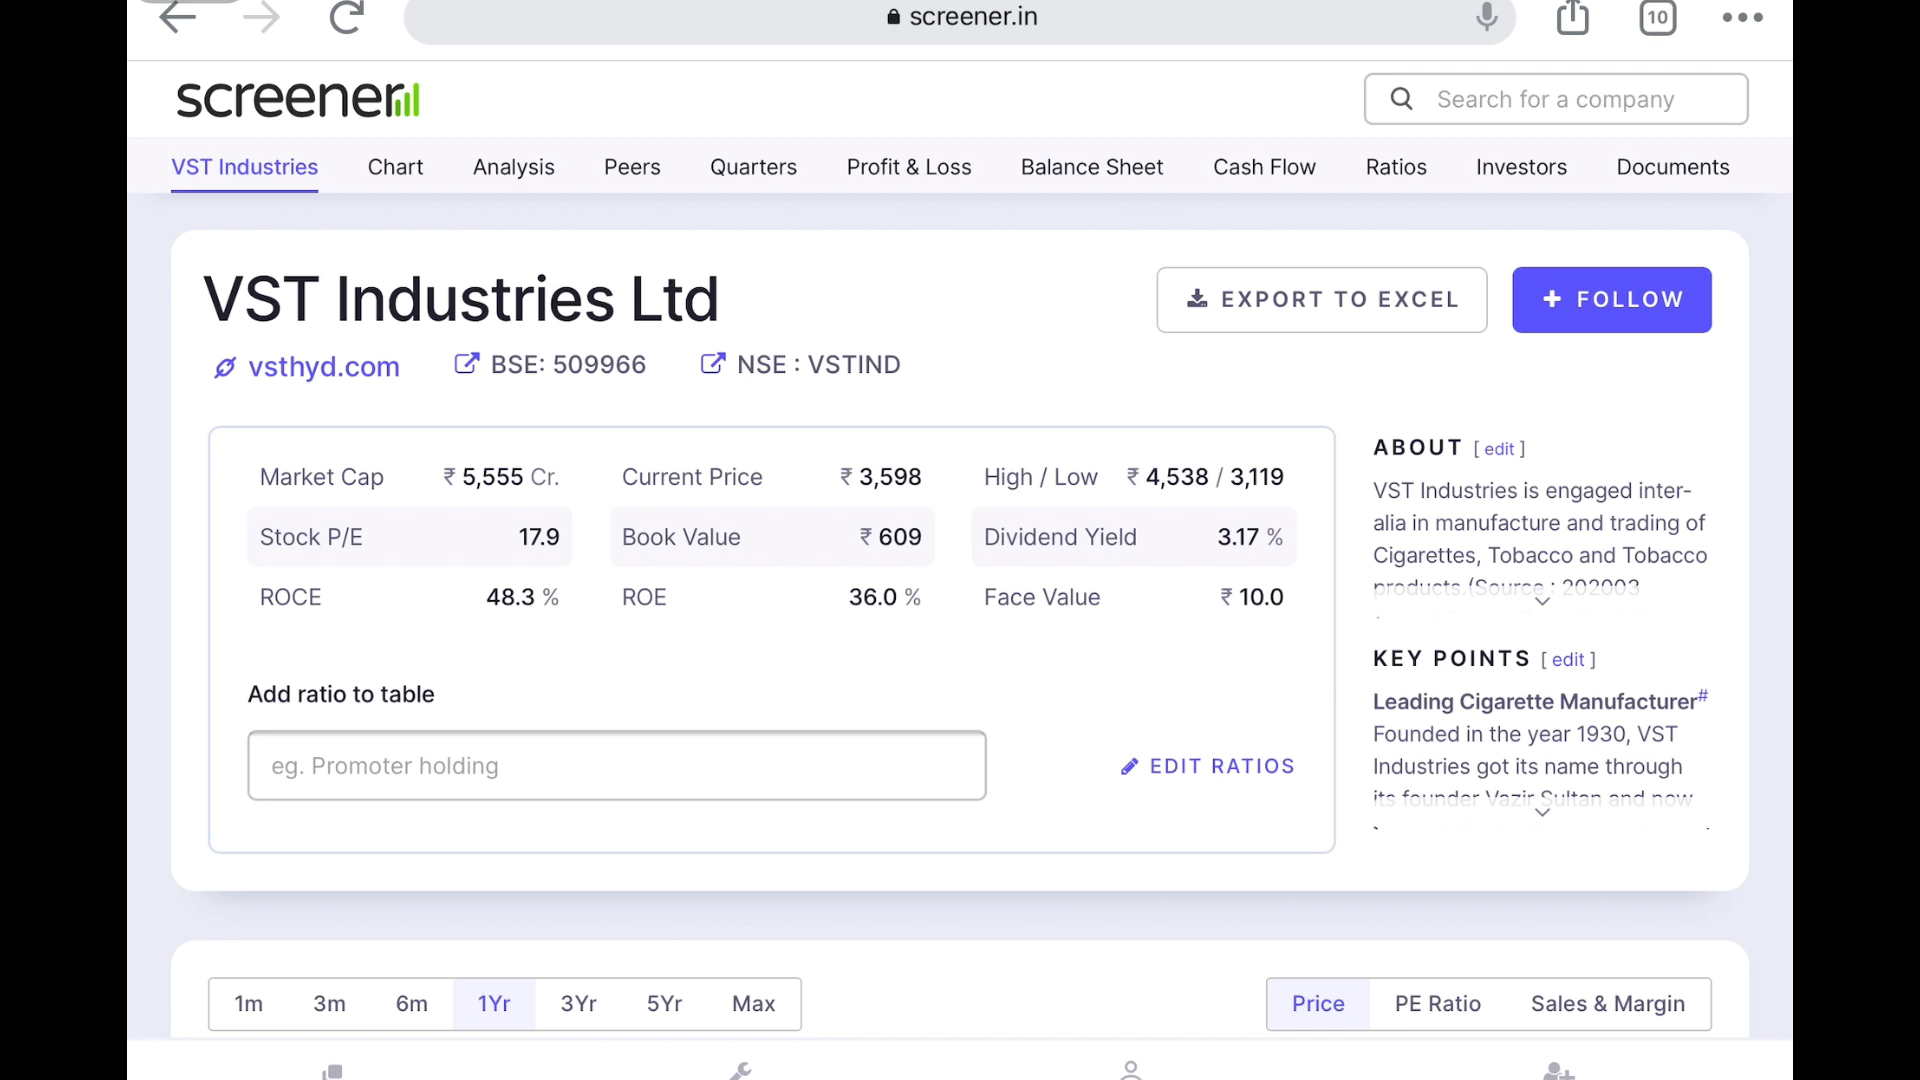 screener.in
10
screener
Search for a company
VST Industries Chart Analysis Peers Quarters Profit & Loss Balance Sheet Cash Flow Ratios Investors Documents
VST Industries Ltd
EXPORT TO EXCEL
+ FOLLOW
vsthyd.com BSE: 509966 NSE : VSTIND
Market Cap ₹ 5,555 Cr. Current Price ₹ 3,598 High / Low ₹ 4,538 / 3,119
Stock P/E 17.9 Book Value ₹ 609 Dividend Yield 3.17 %
ROCE 48.3 % ROE 36.0 % Face Value ₹ 10.0
Add ratio to table
eg. Promoter holding
EDIT RATIOS
ABOUT [ edit ]
VST Industries is engaged inter-
alia in manufacture and trading of
Cigarettes, Tobacco and Tobacco
products.(Source : 202003
KEY POINTS [ edit ]
Leading Cigarette Manufacturer#
Founded in the year 1930, VST
Industries got its name through
its founder Vazir Sultan and now
1m 3m 6m 1Yr 3Yr 5Yr Max
Price PE Ratio Sales & Margin